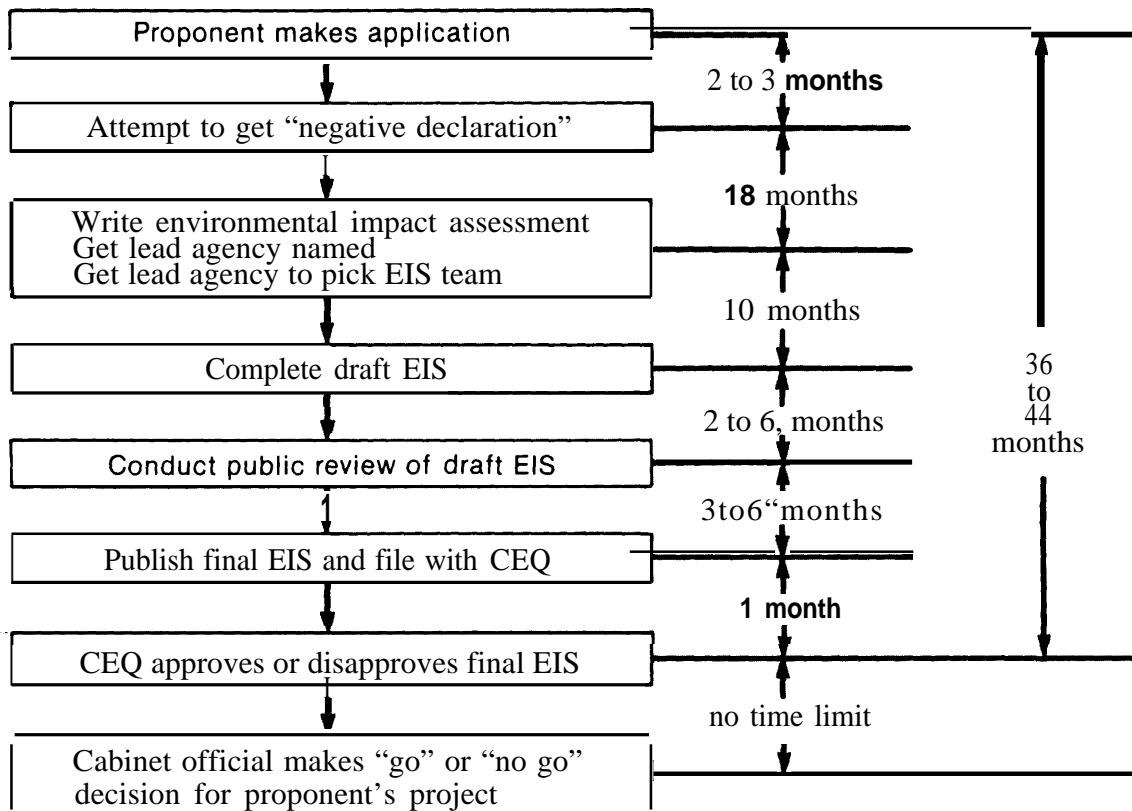 Proponent makes application
2 to 3 months
Attempt to get “negative declaration”
18 months
Write environmental impact assessment
Get lead agency named
Get lead agency to pick EIS team
10 months
Complete draft EIS
36
to
44
months
2 to 6, months
Conduct public review of draft EIS
1
3to6“months
Publish final EIS and file with CEQ
1 month
CEQ approves or disapproves final EIS
no time limit
Cabinet official makes “go” or “no go”
decision for proponent’s project